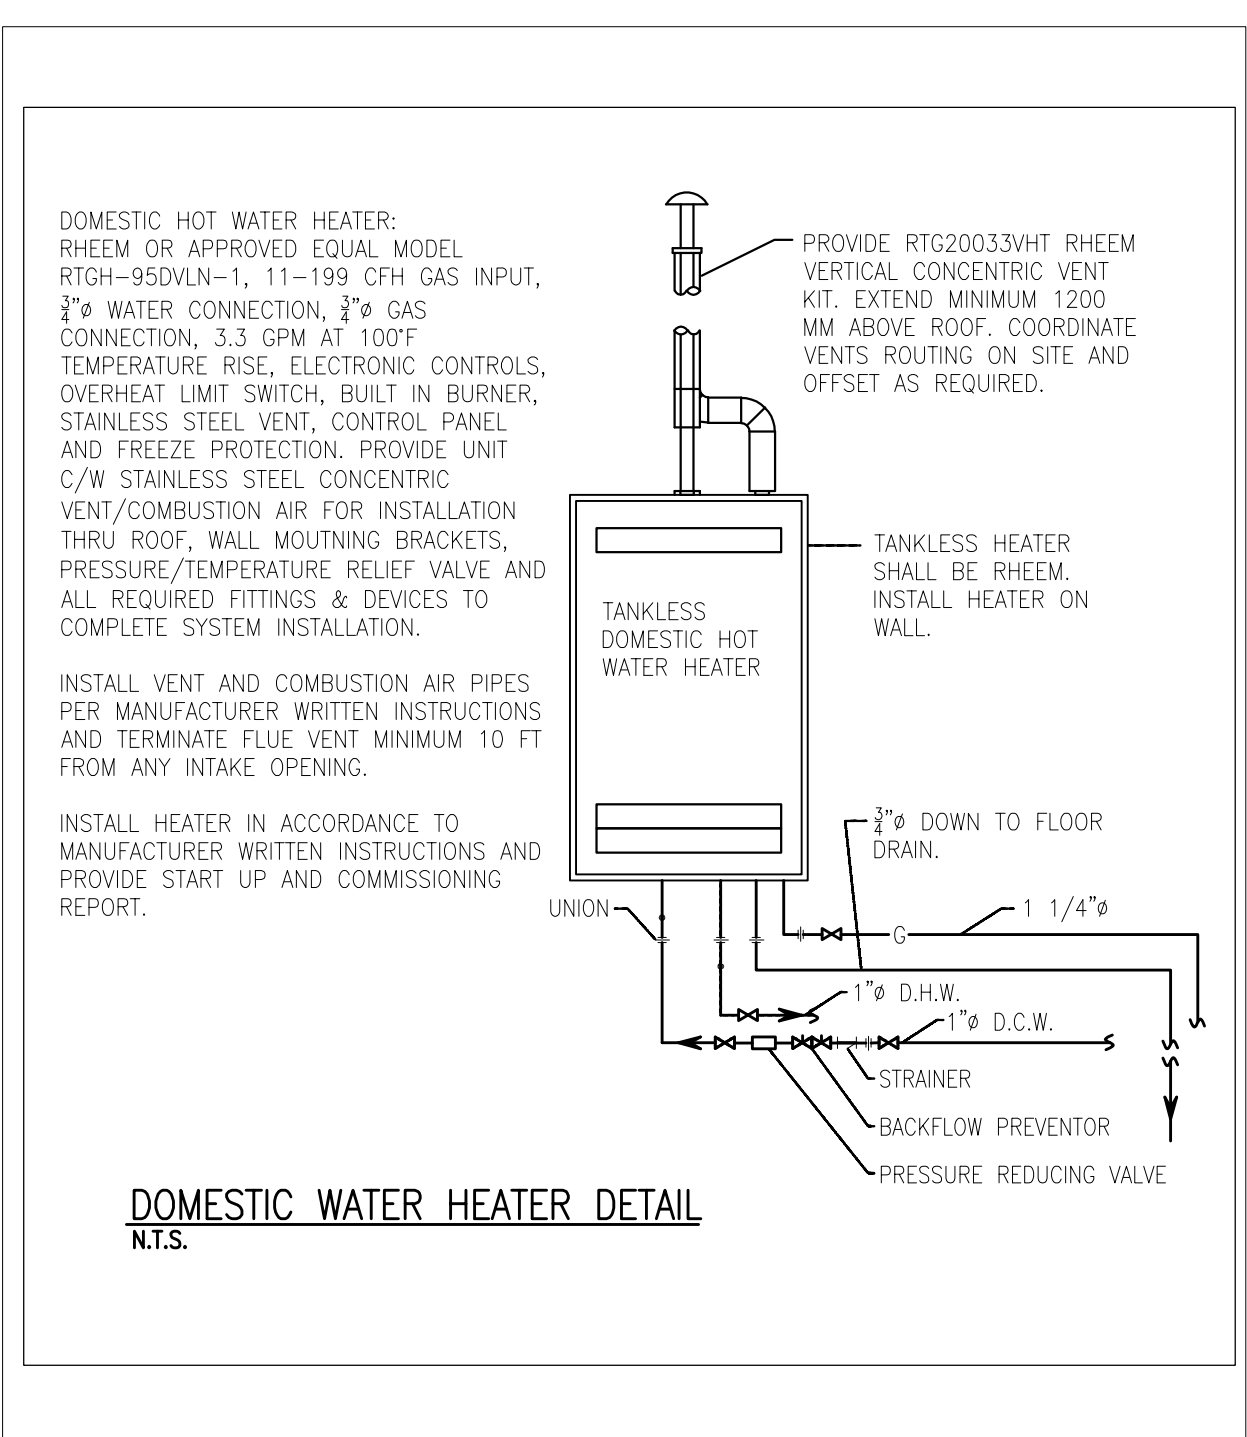 DOMESTIC HOT WATER HEATER:
RHEEM OR APPROVED EQUAL MODEL
RTGH-95DVLN-1, 11-199 CFH GAS INPUT,
3/4"ø WATER CONNECTION, 3/4"ø GAS
CONNECTION, 3.3 GPM AT 100°F
TEMPERATURE RISE, ELECTRONIC CONTROLS,
OVERHEAT LIMIT SWITCH, BUILT IN BURNER,
STAINLESS STEEL VENT, CONTROL PANEL
AND FREEZE PROTECTION. PROVIDE UNIT
C/W STAINLESS STEEL CONCENTRIC
VENT/COMBUSTION AIR FOR INSTALLATION
THRU ROOF, WALL MOUTNING BRACKETS,
PRESSURE/TEMPERATURE RELIEF VALVE AND
ALL REQUIRED FITTINGS & DEVICES TO
COMPLETE SYSTEM INSTALLATION.
INSTALL VENT AND COMBUSTION AIR PIPES
PER MANUFACTURER WRITTEN INSTRUCTIONS
AND TERMINATE FLUE VENT MINIMUM 10 FT
FROM ANY INTAKE OPENING.
INSTALL HEATER IN ACCORDANCE TO
MANUFACTURER WRITTEN INSTRUCTIONS AND
PROVIDE START UP AND COMMISSIONING
REPORT.
PROVIDE RTG20033VHT RHEEM
VERTICAL CONCENTRIC VENT
KIT. EXTEND MINIMUM 1200
MM ABOVE ROOF. COORDINATE
VENTS ROUTING ON SITE AND
OFFSET AS REQUIRED.
TANKLESS HEATER
SHALL BE RHEEM.
INSTALL HEATER ON
WALL.
TANKLESS
DOMESTIC HOT
WATER HEATER
3/4"ø DOWN TO FLOOR
DRAIN.
UNION
1 1/4"ø
G
1"ø D.H.W.
1"ø D.C.W.
STRAINER
BACKFLOW PREVENTOR
PRESSURE REDUCING VALVE
DOMESTIC WATER HEATER DETAIL
N.T.S.